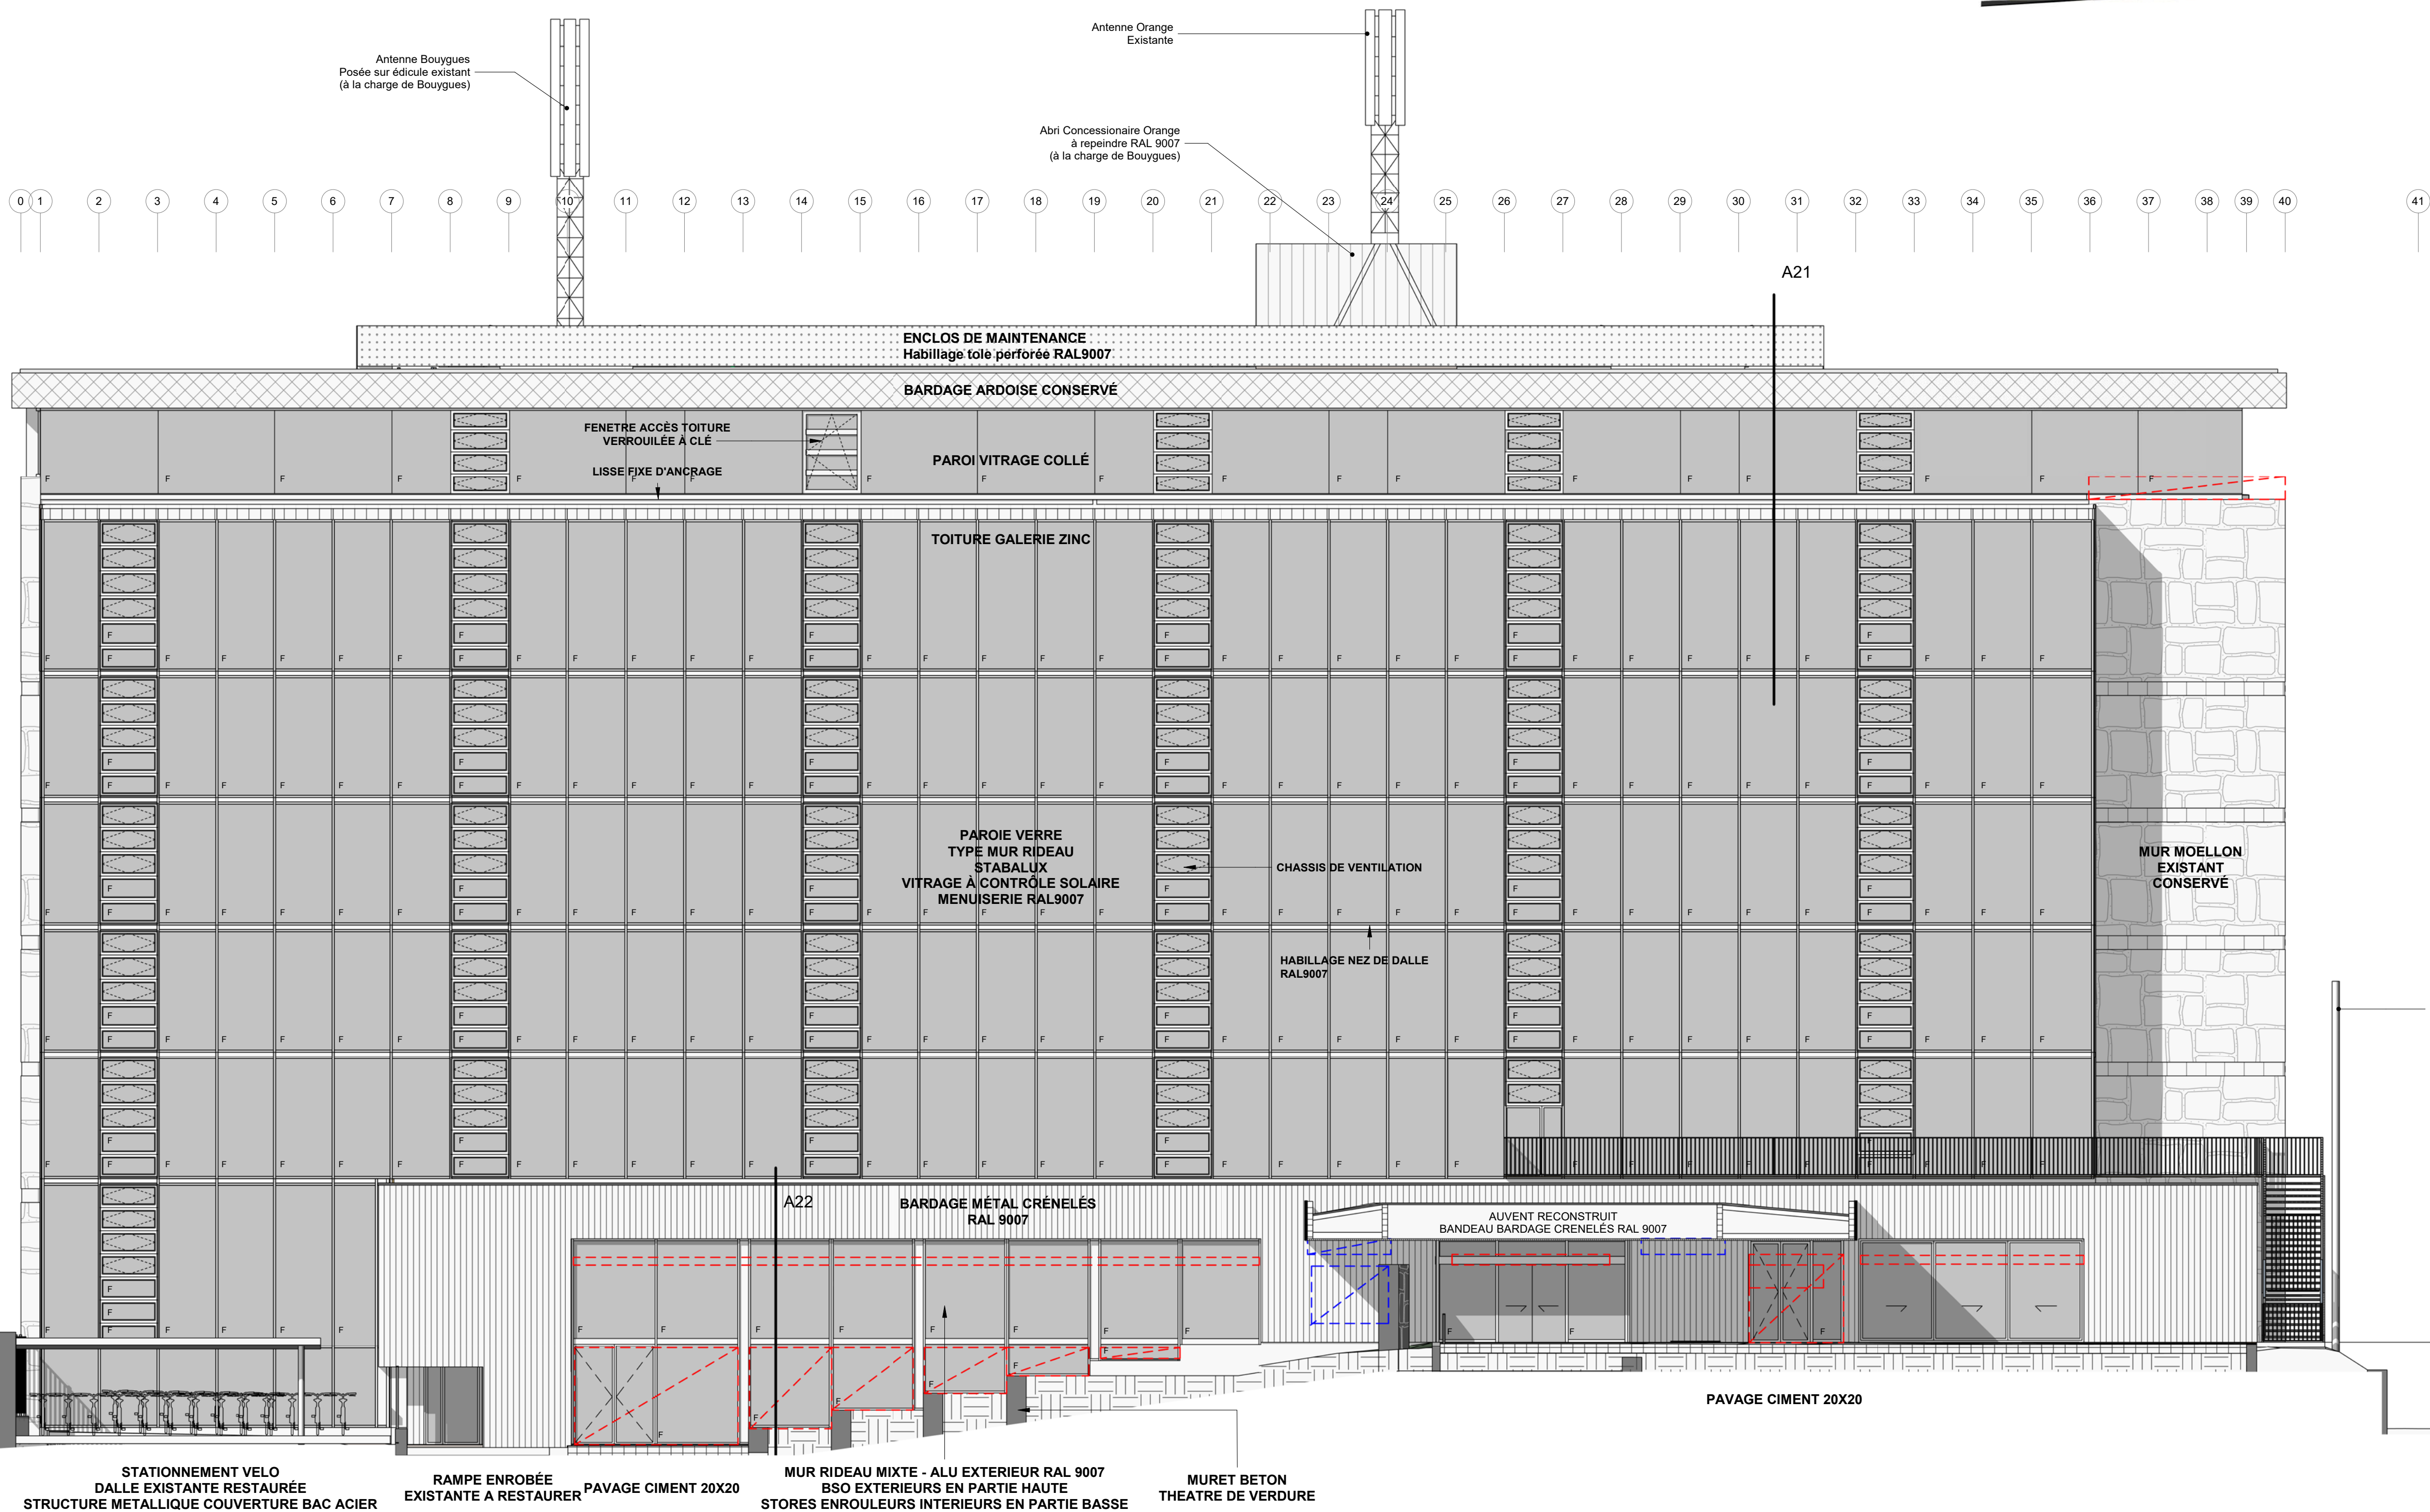 Antenne Bouygues
Posée sur édicule existant
(à la charge de Bouygues)
Antenne Orange
Existante
Abri Concessionaire Orange
à repeindre RAL 9007
(à la charge de Bouygues)
0 1 2 3 4 5 6 7 8 9 10 11 12 13 14 15 16 17 18 19 20 21 22 23 24 25 26 27 28 29 30 31 32 33 34 35 36 37 38 39 40 41
A21
ENCLOS DE MAINTENANCE
Habillage tole perforée RAL9007
BARDAGE ARDOISE CONSERVÉ
FENETRE ACCÈS TOITURE
VERROUILÉE À CLÉ
PAROI VITRAGE COLLÉ
LISSE FIXE D'ANCRAGE
F F F F F F F F F F F F F F F F F F
TOITURE GALERIE ZINC
F F F F F F
F F F F F F F F F F F F F F F F F F F F F F F F F F F F F F F F F F F
F F F F F F
F F F F F F F F F F F F F F F F F F F F F F F F F F F F F F F F F F F
PAROIE VERRE
TYPE MUR RIDEAU
STABALUX
VITRAGE À CONTRÔLE SOLAIRE
MENUISERIE RAL9007
CHASSIS DE VENTILATION
MUR MOELLON
EXISTANT
CONSERVÉ
F F F F F F
F F F F F F F F F F F F F F F F F F F F F F F F F F F F F F F F F F F
HABILLAGE NEZ DE DALLE
RAL9007
F F F F F F
F F F F F F F F F F F F F F F F F F F F F F F F F F F F F F F F F F F
F F F F F
F F F F F F F F F F F F F F F F F F F F F F F F F F F F F F F F F F
A22
BARDAGE MÉTAL CRÉNELÉS
RAL 9007
AUVENT RECONSTRUIT
BANDEAU BARDAGE CRENELÉS RAL 9007
F
F
F F F F F F F F F F F F F F F F F
F F F F F F
PAVAGE CIMENT 20X20
STATIONNEMENT VELO
DALLE EXISTANTE RESTAURÉE
STRUCTURE METALLIQUE COUVERTURE BAC ACIER
RAMPE ENROBÉE
EXISTANTE A RESTAURER
PAVAGE CIMENT 20X20
MUR RIDEAU MIXTE - ALU EXTERIEUR RAL 9007
BSO EXTERIEURS EN PARTIE HAUTE
STORES ENROULEURS INTERIEURS EN PARTIE BASSE
MURET BETON
THEATRE DE VERDURE